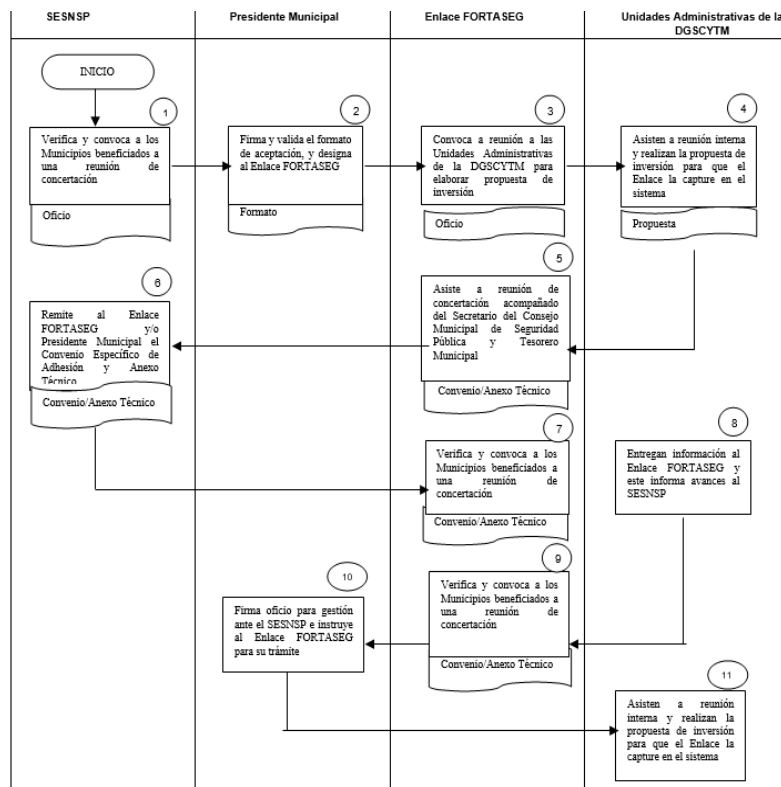 SESNSP
Presidente Municipal
Enlace FORTASEG
Unidades Administrativas de la
DGSCYTM
INICIO
1
Verifica y convoca a los
Municipios beneficiados a
una reunión de
concertación
Oficio
2
Firma y valida el formato
de aceptación, y designa
al Enlace FORTASEG
Formato
3
Convoca a reunión a las
Unidades Administrativas
de la DGSCYTM para
elaborar propuesta de
inversión
Oficio
4
Asisten a reunión interna
y realizan la propuesta de
inversión para que el
Enlace la capture en el
sistema
Propuesta
5
Asiste a reunión de
concertación acompañado
del Secretario del Consejo
Municipal de Seguridad
Pública y Tesorero
Municipal
Convenio/Anexo Técnico
6
Remite al Enlace
FORTASEG y/o
Presidente Municipal el
Convenio Específico de
Adhesión y Anexo
Técnico
Convenio/Anexo Técnico
7
Verifica y convoca a los
Municipios beneficiados a
una reunión de
concertación
Convenio/Anexo Técnico
8
Entregan información al
Enlace FORTASEG y
este informa avances al
SESNSP
9
Verifica y convoca a los
Municipios beneficiados a
una reunión de
concertación
Convenio/Anexo Técnico
10
Firma oficio para gestión
ante el SESNSP e instruye
al Enlace FORTASEG
para su trámite
11
Asisten a reunión
interna y realizan la
propuesta de inversión
para que el Enlace la
capture en el sistema